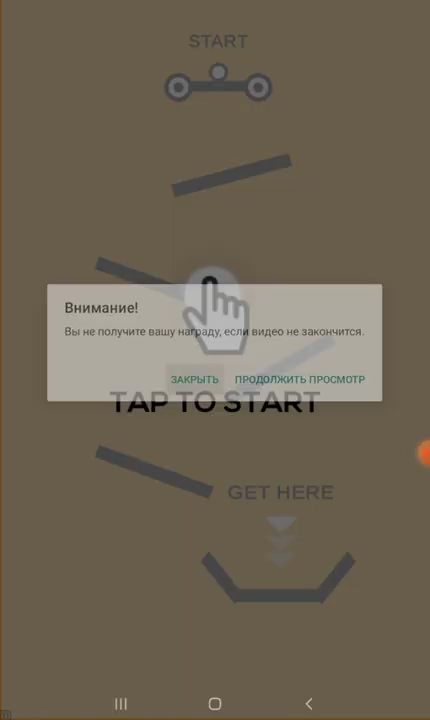 START
Внимание!
Вы не получите вашу награду, если видео не закончится.
ЗАКРЫТЬ ПРОДОЛЖИТЬ ПРОСМОТР
TAP TO START
GET HERE